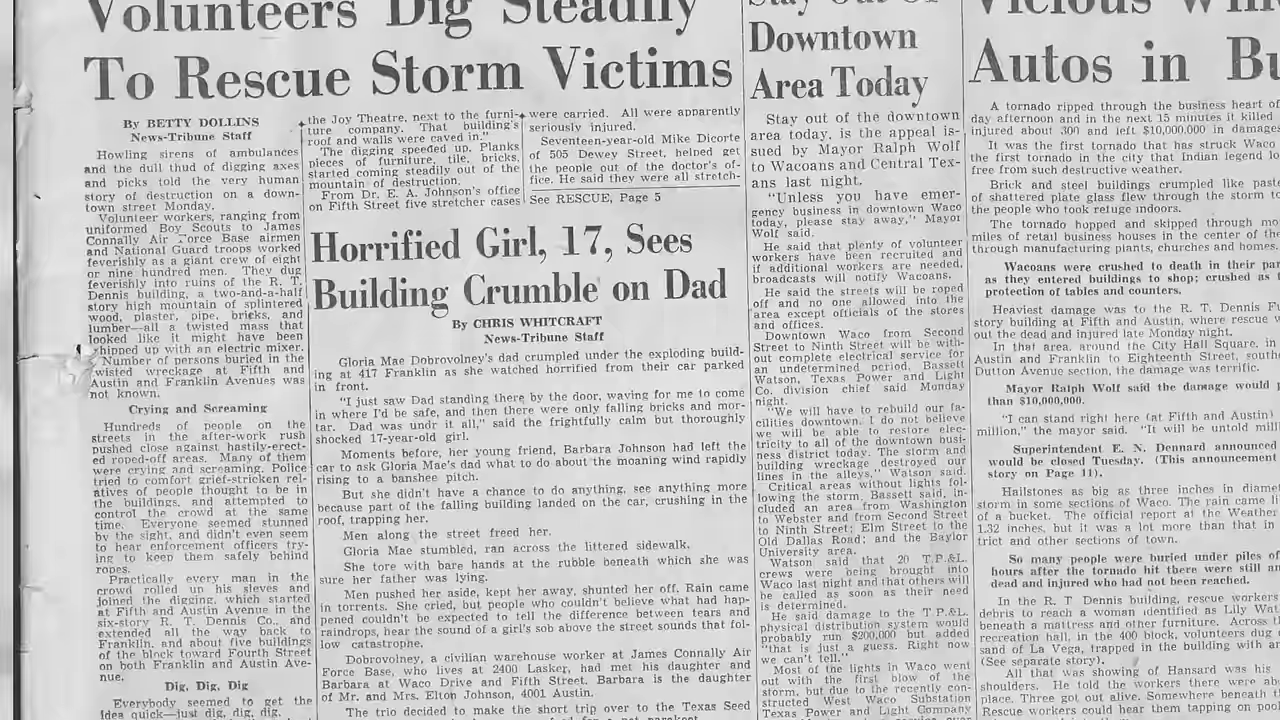 Volunteers Dig Steadily
To Rescue Storm Victims
By BETTY DOLLINS
News-Tribune Staff
Howling sirens of ambulances
and the dull thud of digging axes
and picks told the very human
story of destruction on a down-
town street Monday.
Volunteer workers, ranging from
uniformed Boy Scouts to James
Connally Air Force Base airmen
and National Guard troops worked
feverishly as a giant crew of eight
or nine hundred men. They dug
feverishly into ruins of the R. T.
Dennis building, a two-and-a-half
story high mountain of splintered
wood, plaster, pipe, bricks, and
lumber—all a twisted mass that
looked like it might have been
whipped up with an electric mixer.
Number of persons buried in the
twisted wreckage at Fifth and
Austin and Franklin Avenues was
not known.
Crying and Screaming
Hundreds of people on the
streets in the after-work rush
pushed close against hastily-erect-
ed roped-off areas. Many of them
were crying and screaming. Police
tried to comfort grief-stricken rel-
atives of people thought to be in
the buildings, and attempted to
control the crowd at the same
time. Everyone seemed stunned
by the sight, and didn't even seem
to hear enforcement officers try-
ing to keep them safely behind
ropes.
Practically every man in the
crowd rolled up his sleeves and
joined the digging, which started
at Fifth and Austin Avenue in the
six-story R. T. Dennis Co., and
extended all the way back to
Franklin, and about five buildings
of the block toward Fourth Street
on both Franklin and Austin Ave-
nue.
Dig, Dig, Dig
Everybody seemed to get the
idea quick—just dig, dig, dig.
the Joy Theatre, next to the furni-
ture company. That building's
roof and walls were caved in."
The digging speeded up. Planks
pieces of furniture, tile, bricks,
started coming steadily out of the
mountain of destruction.
From Dr. E. A. Johnson's office
on Fifth Street five stretcher cases
were carried. All were apparently
seriously injured.
Seventeen-year-old Mike Dicorte
of 505 Dewey Street, helped get
the people out of the doctor's of-
fice. He said they were all stretch-
See RESCUE, Page 5
Horrified Girl, 17, Sees
Building Crumble on Dad
By CHRIS WHITCRAFT
News-Tribune Staff
Gloria Mae Dobrovolney's dad crumpled under the exploding build-
ing at 417 Franklin as she watched horrified from their car parked
in front.
"I just saw Dad standing there by the door, waving for me to come
in where I'd be safe, and then there were only falling bricks and mor-
tar. Dad was undr it all," said the frightfully calm but thoroughly
shocked 17-year-old girl.
Moments before, her young friend, Barbara Johnson had left the
car to ask Gloria Mae's dad what to do about the moaning wind rapidly
rising to a banshee pitch.
But she didn't have a chance to do anything, see anything more
because part of the falling building landed on the car, crushing in the
roof, trapping her.
Men along the street freed her.
Gloria Mae stumbled, ran across the littered sidewalk.
She tore with bare hands at the rubble beneath which she was
sure her father was lying.
Men pushed her aside, kept her away, shunted her off. Rain came
in torrents. She cried, but people who couldn't believe what had hap-
pened couldn't be expected to tell the difference between tears and
raindrops, hear the sound of a girl's sob above the street sounds that fol-
low catastrophe.
Dobrovolney, a civilian warehouse worker at James Connally Air
Force Base, who lives at 2400 Lasker, had met his daughter and
Barbara at Waco Drive and Fifth Street. Barbara is the daughter
of Mr. and Mrs. Elton Johnson, 4001 Austin.
The trio decided to make the short trip over to the Texas Seed
Stay Out Of
Downtown
Area Today
Stay out of the downtown
area today, is the appeal is-
sued by Mayor Ralph Wolf
to Wacoans and Central Tex-
ans last night.
"Unless you have emer-
gency business in downtown Waco
today, please stay away," Mayor
Wolf said.
He said that plenty of volunteer
workers have been recruited and
if additional workers are needed,
broadcasts will notify Wacoans.
He said the streets will be roped
off and no one allowed into the
area except officials of the stores
and offices.
Downtown Waco from Second
Street to Ninth Street will be with-
out complete electrical service for
an undetermined period, Bassett
Watson, Texas Power and Light
Co. division chief said Monday
night.
"We will have to rebuild our fa-
cilities downtown. I do not believe
we will be able to restore elec-
tricity to all of the downtown busi-
ness district today. The storm and
building wreckage destroyed our
lines in the alleys," Watson said.
Critical areas without lights fol-
lowing the storm, Bassett said, in-
cluded an area from Washington
to Webster and from Second Street
to Ninth Street; Elm Street to the
Old Dallas Road; and the Baylor
University area.
Watson said that 20 T.P.&L.
crews were being brought into
Waco last night and that others will
be called as soon as their need
is determined.
He said damage to the T P.&L.
physical distribution system would
probably run $200,000 but added
"that is just a guess. Right now
we can't tell."
Most of the lights in Waco went
out with the first blow of the
storm, but due to the recently con-
structed West Waco Substation
Texas Power and Light Company
Vicious
Autos in
A tornado ripped through the business heart of
day afternoon and in the next 15 minutes it killed
injured about 300 and left $10,000,000 in damages
It was the first tornado that has struck Waco
the first tornado in the city that Indian legend
free from such destructive weather.
Brick and steel buildings crumpled like
of shattered plate glass flew through the storm
the people who took refuge indoors.
The tornado hopped and skipped through
miles of retail business houses in the center of the
through manufacturing plants, churches and homes.
Wacoans were crushed to death in their
as they entered buildings to shop; crushed as
protection of tables and counters.
Heaviest damage was to the R. T. Dennis
story building at Fifth and Austin, where rescue
out the dead and injured late Monday night.
In that area, around the City Hall Square, in
Austin and Franklin to Eighteenth Street, south
Dutton Avenue section, the damage was terrific.
Mayor Ralph Wolf said the damage would
than $10,000,000.
"I can stand right here (at Fifth and Austin)
million," the mayor said. "It will be untold
Superintendent E. N. Dennard announced
would be closed Tuesday. (This announcement
story on Page 11).
Hailstones as big as three inches in
storm in some sections of Waco. The rain came
of a bucket. The official report at the Weather
1.32 inches, but it was a lot more than that in
trict and other sections of town.
So many people were buried under piles of
hours after the tornado hit there were still
dead and injured who had not been reached.
In the R. T Dennis building, rescue workers
debris to reach a woman identified as Lily
beneath a mattress and other furniture. Across
recreation hall, at the 400 block, volunteers dug
sand of La Vega, trapped in the building with
(See separate story).
All that was showing of Hansard was his
shoulders. He told the workers there were
place. Three got out alive. Somewhere beneath
Rescue workers could hear them tapping on